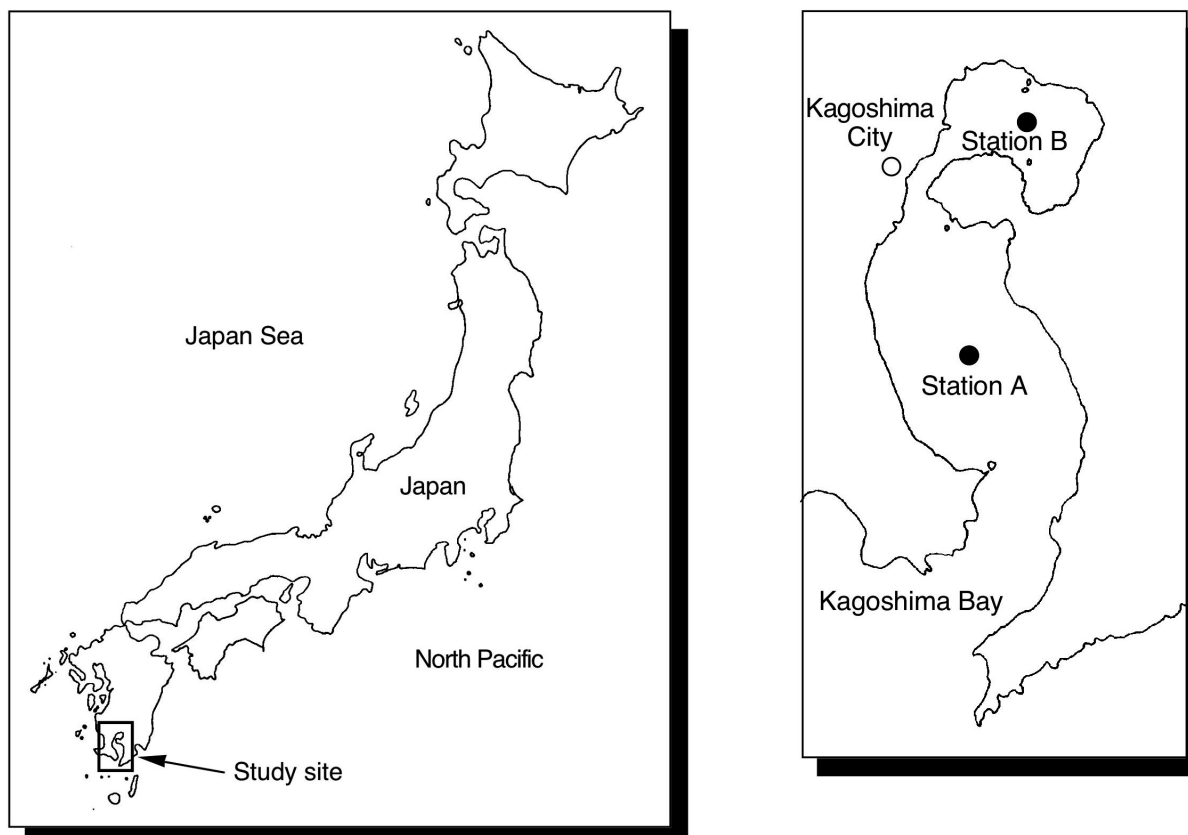 Japan Sea
Japan
North Pacific
Study site
Kagoshima
City
Station B
Station A
Kagoshima Bay